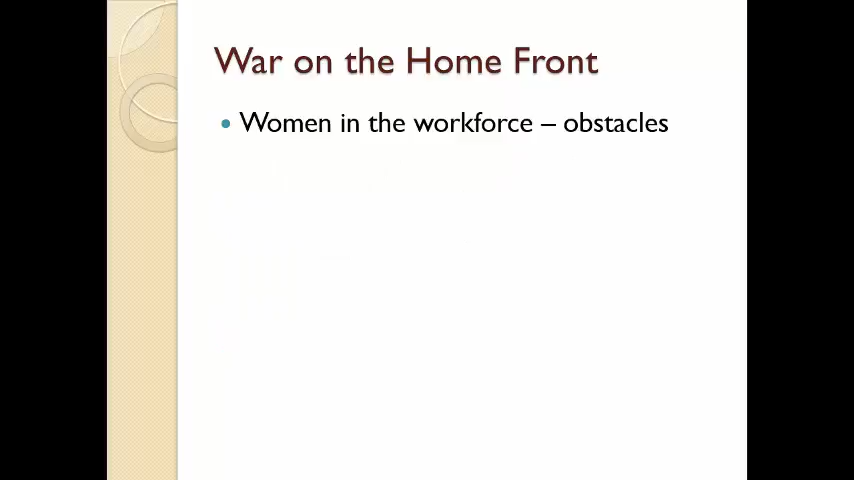 War on the Home Front
• Women in the workforce – obstacles